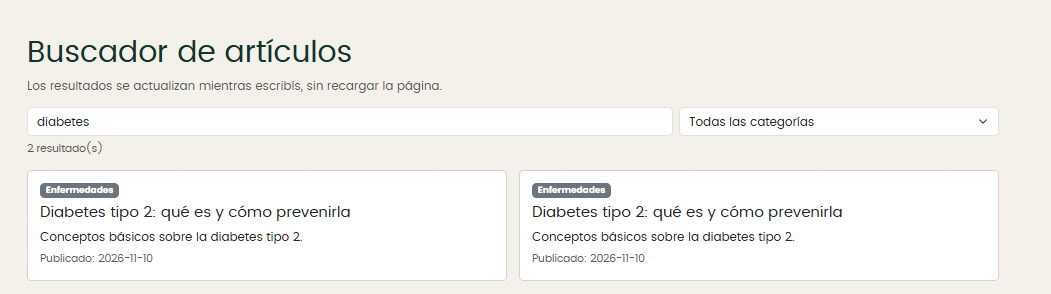 Buscador de artículos
Los resultados se actualizan mientras escribís, sin recargar la página.
diabetes
Todas las categorías
2 resultado(s)
Enfermedades
Diabetes tipo 2: qué es y cómo prevenirla
Conceptos básicos sobre la diabetes tipo 2.
Publicado: 2026-11-10
Enfermedades
Diabetes tipo 2: qué es y cómo prevenirla
Conceptos básicos sobre la diabetes tipo 2.
Publicado: 2026-11-10